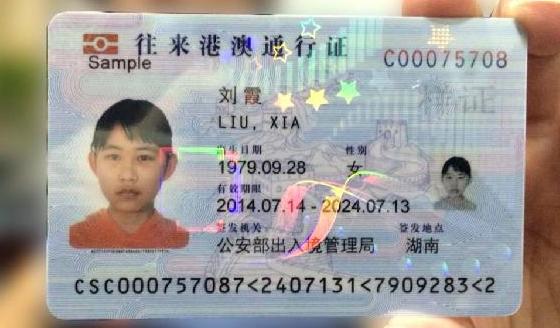 往来港澳通行证
Sample
C00075708
样证
刘霞
LIU, XIA
出生日期 性别
1979.09.28 女
有效期限
2014.07.14 - 2024.07.13
签发机关 签发地点
公安部出入境管理局 湖南
CSC000757087<2407131<7909283<2